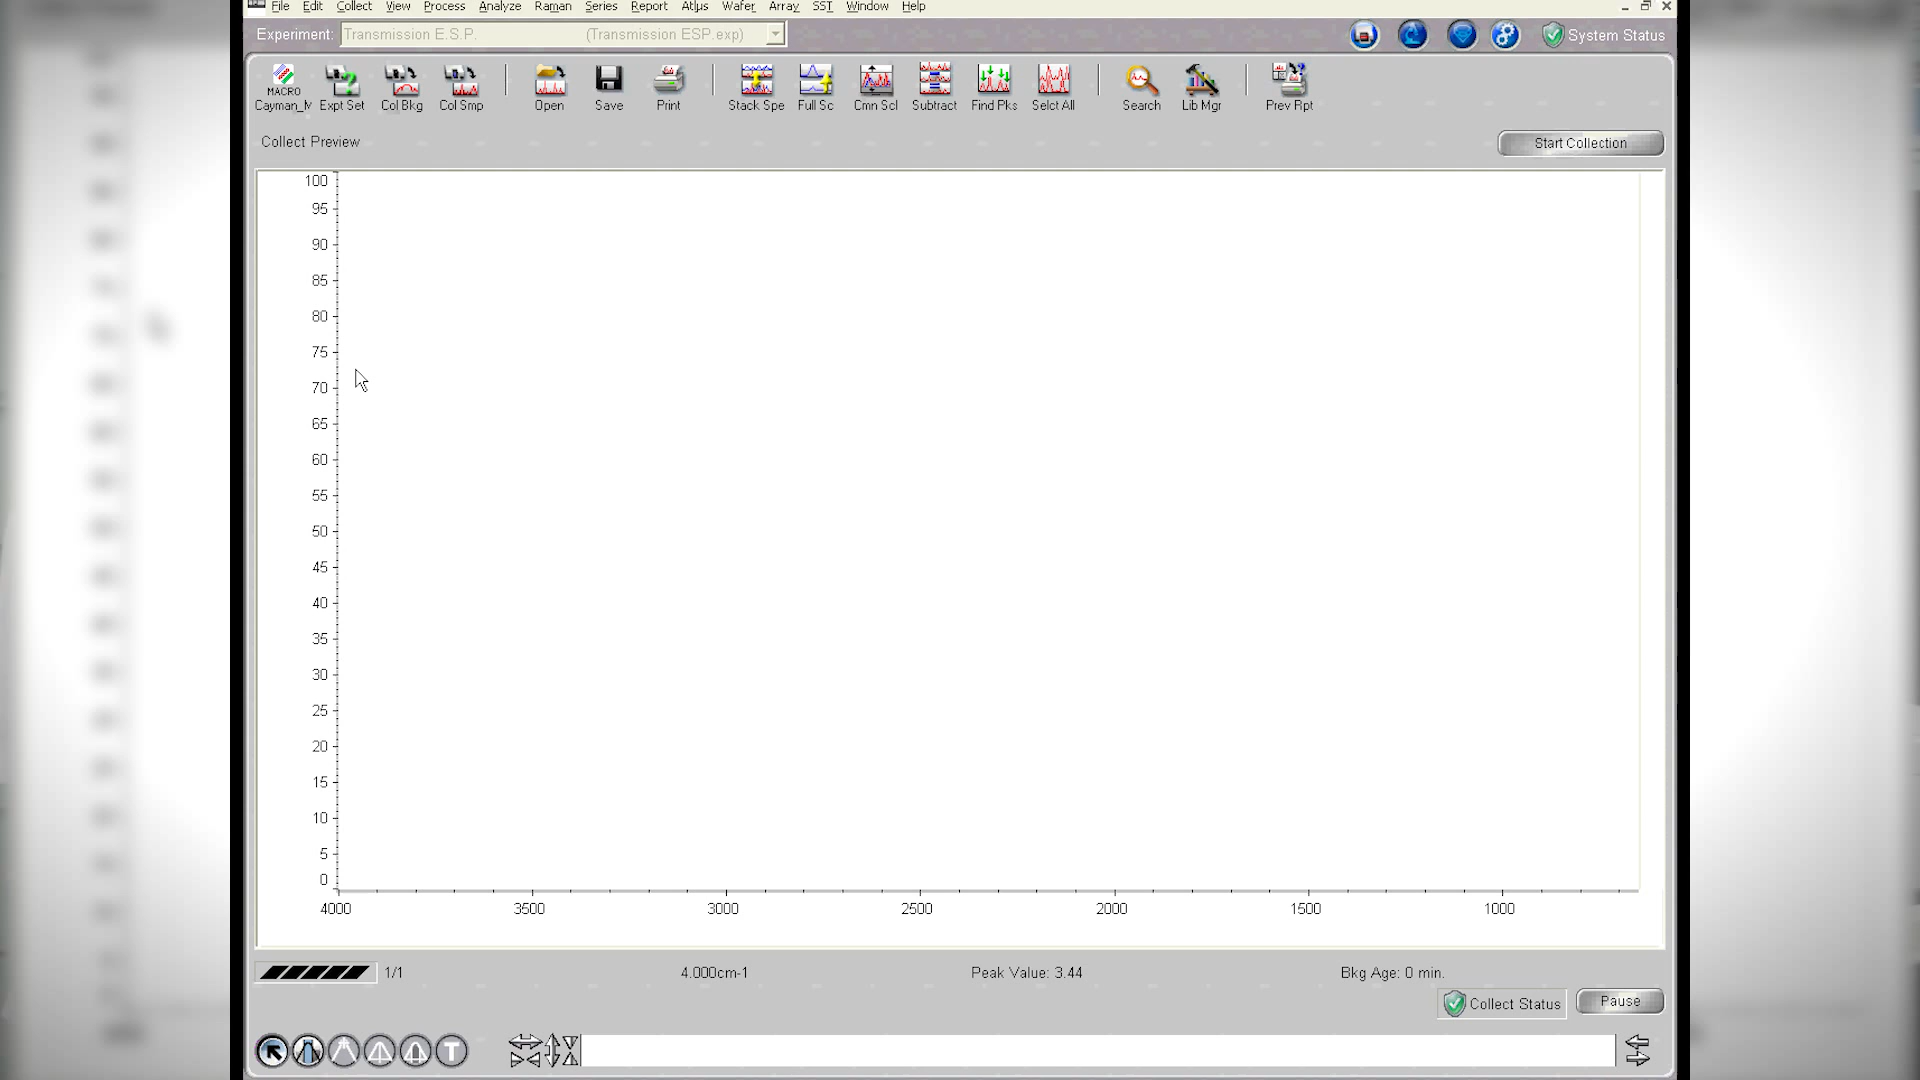 File Edit Collect View Process Analyze Raman Series Report Atlµs Wafer Array SST Window Help
Experiment: Transmission E.S.P. (Transmission ESP.exp) System Status
MACRO
Cayman_M Expt Set Col Bkg Col Smp Open Save Print Stack Spe Full Sc Cmn Scl Subtract Find Pks Selct All Search Lib Mgr Prev Rpt
Collect Preview Start Collection
100
95
90
85
80
75
70
65
60
55
50
45
40
35
30
25
20
15
10
5
0
4000 3500 3000 2500 2000 1500 1000
1/1 4.000cm-1 Peak Value: 3.44 Bkg Age: 0 min.
Collect Status Pause
T